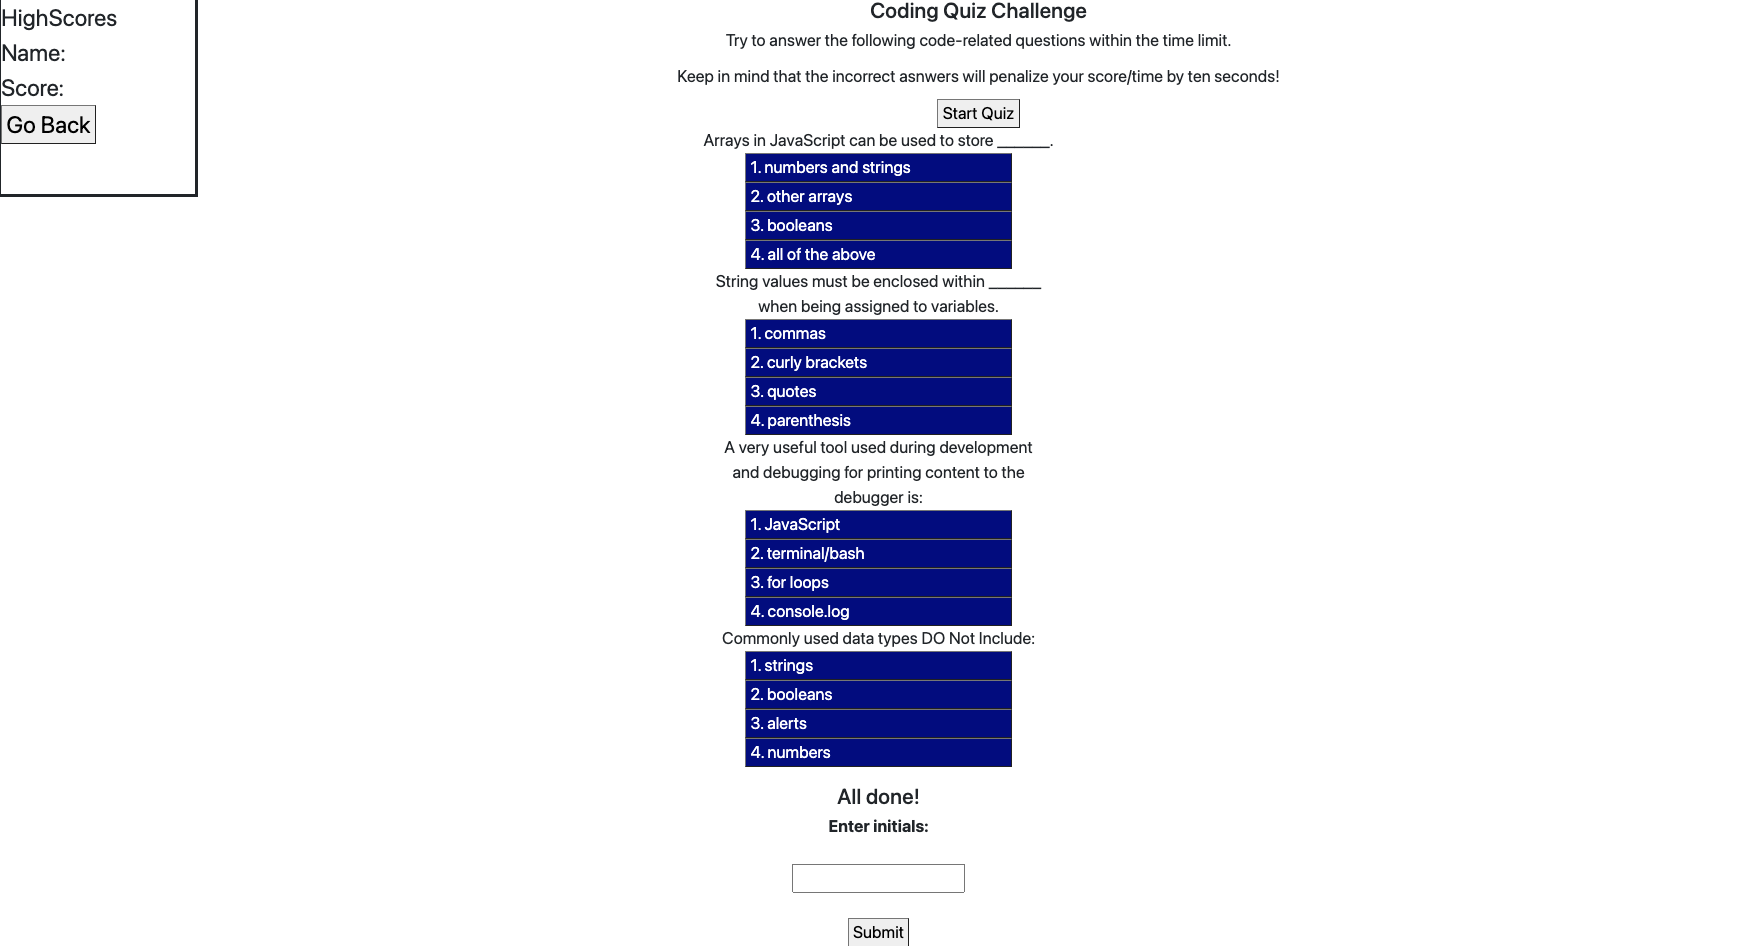 HighScores
Name:
Score:
Go Back
Coding Quiz Challenge
Try to answer the following code-related questions within the time limit.
Keep in mind that the incorrect asnwers will penalize your score/time by ten seconds!
Start Quiz
Arrays in JavaScript can be used to store ______.
1. numbers and strings
2. other arrays
3. booleans
4. all of the above
String values must be enclosed within ______
when being assigned to variables.
1. commas
2. curly brackets
3. quotes
4. parenthesis
A very useful tool used during development
and debugging for printing content to the
debugger is:
1. JavaScript
2. terminal/bash
3. for loops
4. console.log
Commonly used data types DO Not Include:
1. strings
2. booleans
3. alerts
4. numbers
All done!
Enter initials:
Submit